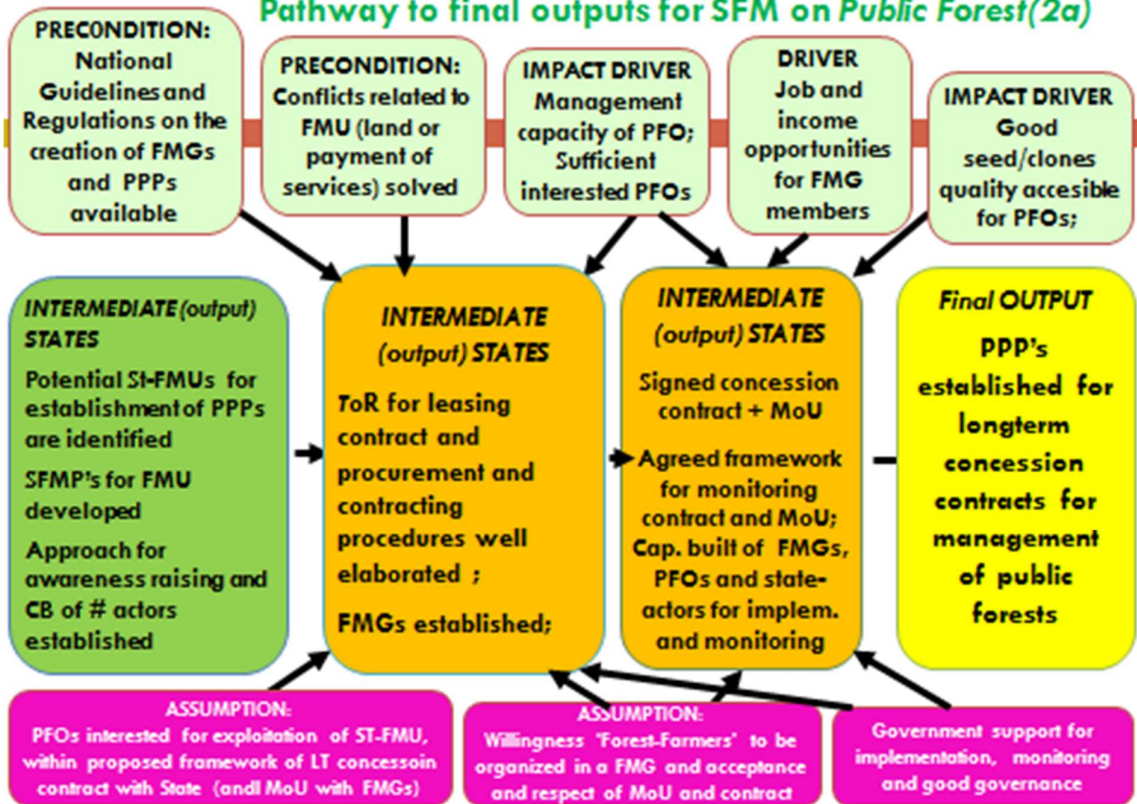 Pathway to final outputs for SFM on Public Forest(2a)
PRECONDITION:
National
Guidelines and
Regulations on the
creation of FMGs
and PPPs
available
PRECONDITION:
Conflicts related to
FMU (land or
payment of
services) solved
IMPACT DRIVER
Management
capacity of PFO;
Sufficient
interested PFOs
DRIVER
Job and
income
opportunities
for FMG
members
IMPACT DRIVER
Good
seed/clones
quality accesible
for PFOs;
INTERMEDIATE (output)
STATES
Potential St-FMUs for
establishment of PPPs
are identified
SFMP's for FMU
developed
Approach for
awareness raising and
CB of # actors
established
INTERMEDIATE
(output) STATES
ToR for leasing
contract and
procurement and
contracting
procedures well
elaborated ;
FMGs established;
INTERMEDIATE
(output) STATES
Signed concession
contract + MoU
Agreed framework
for monitoring
contract and MoU;
Cap. built of FMGs,
PFOs and state-
actors for implem.
and monitoring
Final OUTPUT
PPP's
established for
longterm
concession
contracts for
management
of public
forests
ASSUMPTION:
PFOs interested for exploitation of ST-FMU,
within proposed framework of LT concessoin
contract with State (andl MoU with FMGs)
ASSUMPTION:
Willingness "Forest-Farmers" to be
organized in a FMG and acceptance
and respect of MoU and contract
Government support for
implementation, monitoring
and good governance